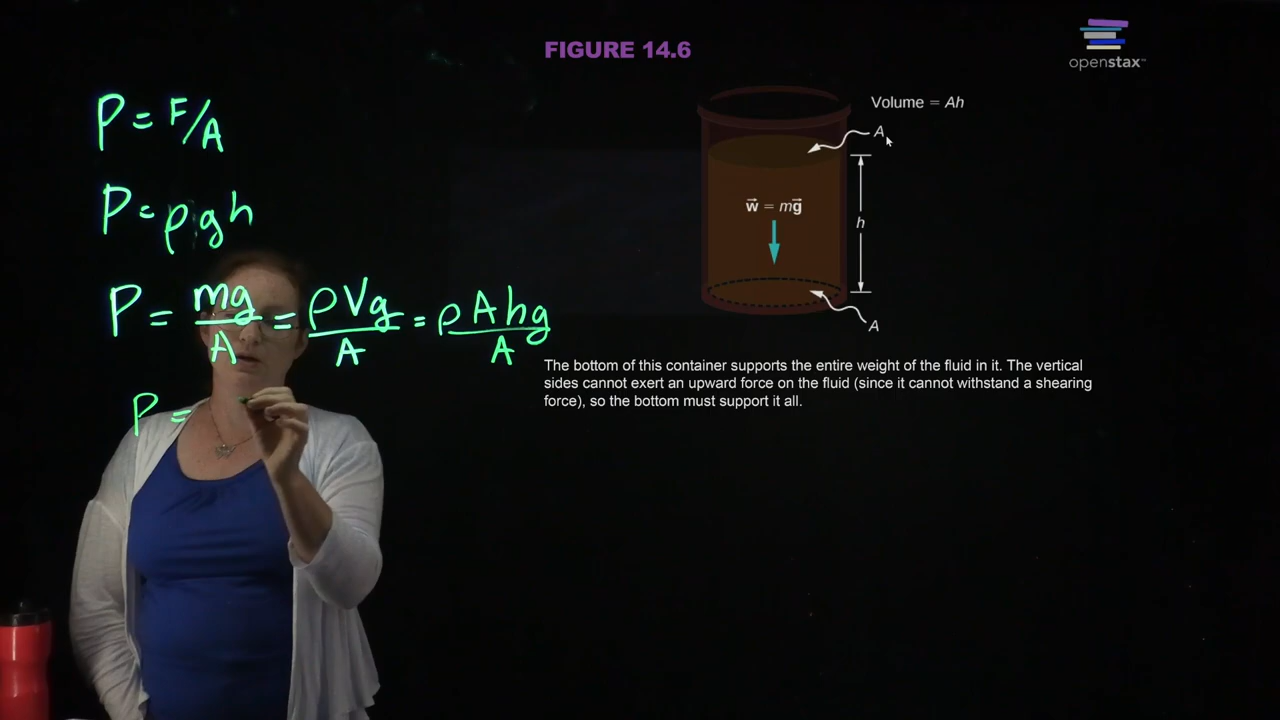 FIGURE 14.6
openstax™
P = F/A
P = ρgh
P = mg/A = ρVg/A = ρAhg/A
P =
Volume = Ah
A
w⃗ = mg⃗
h
A
The bottom of this container supports the entire weight of the fluid in it. The vertical
sides cannot exert an upward force on the fluid (since it cannot withstand a shearing
force), so the bottom must support it all.